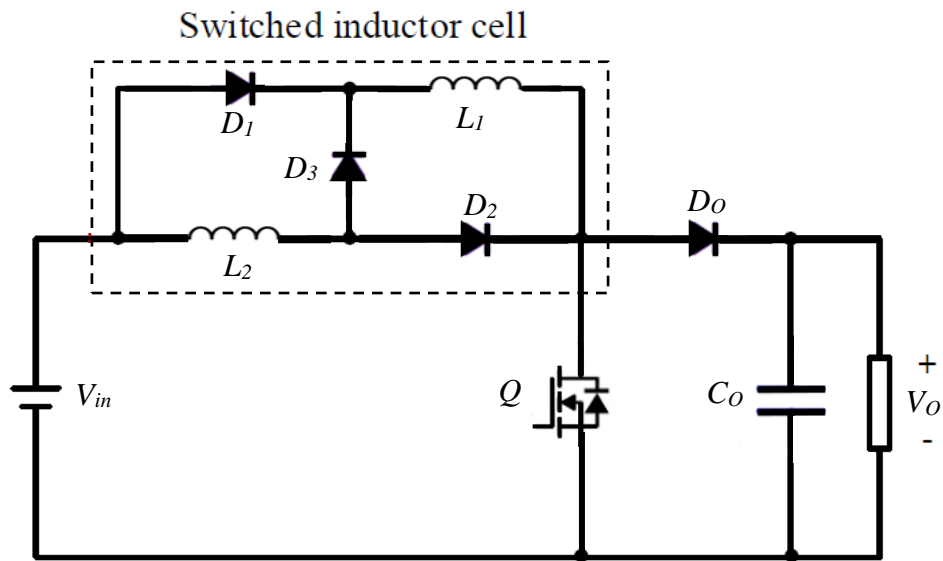 Switched inductor cell
D1
L1
D3
D2
DO
L2
Vin
Q
CO
+
VO
-